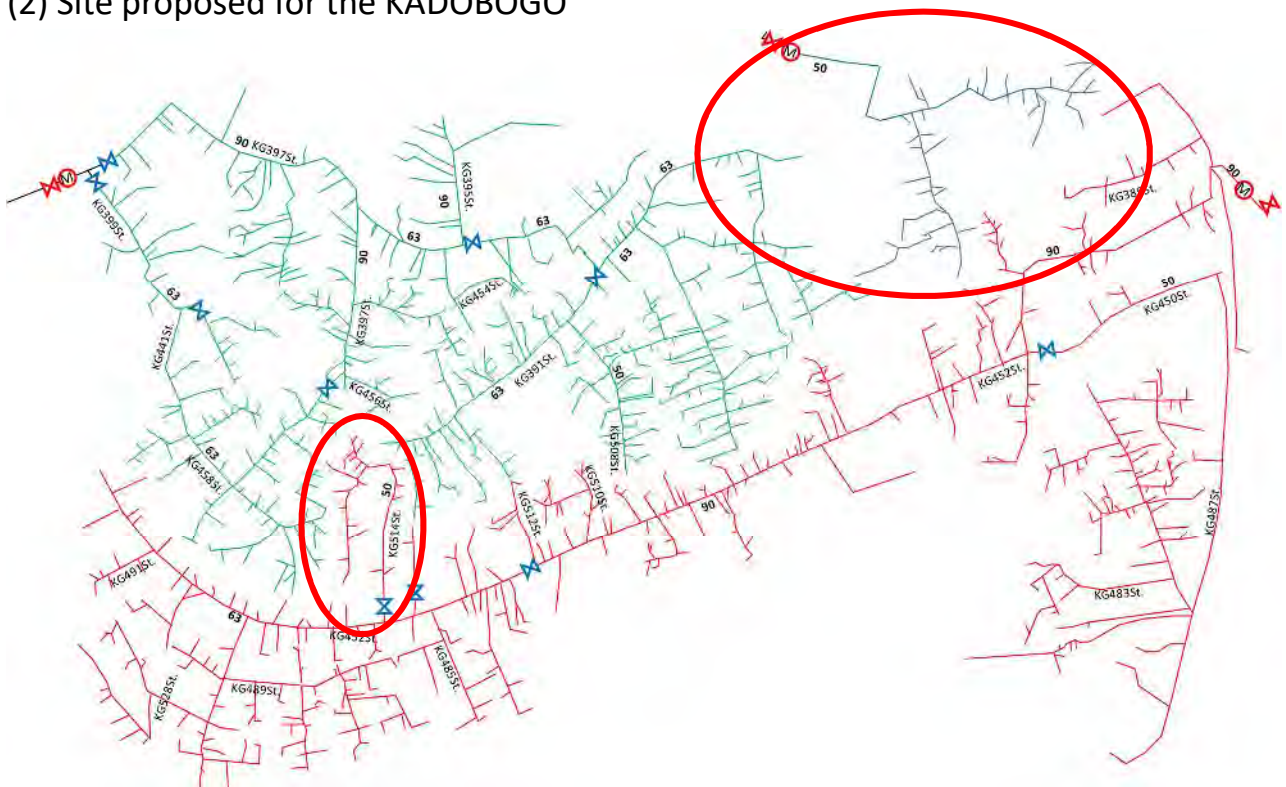 (2) Site proposed for the KADOBOGO
M
50
90 KG397St.
KG395St.
90
63
M
KG399St.
63
63
63
90
KG388St.
90
M
90
63
KG441St.
KG397St.
KG454St.
50
KG450St.
KG391St.
63
50
KG452St.
KG456St.
KG508St.
63
KG458St.
50
KG514St.
KG512St.
KG510St.
90
KG487St.
KG491St.
63
KG452St.
KG483St.
KG485St.
KG489St.
KG528St.